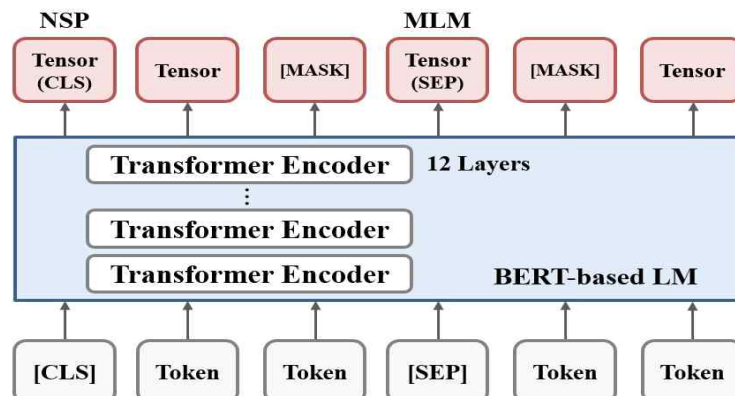 NSP MLM
Tensor (CLS) Tensor [MASK] Tensor (SEP) [MASK] Tensor
Transformer Encoder 12 Layers
Transformer Encoder
Transformer Encoder BERT-based LM
[CLS] Token Token [SEP] Token Token